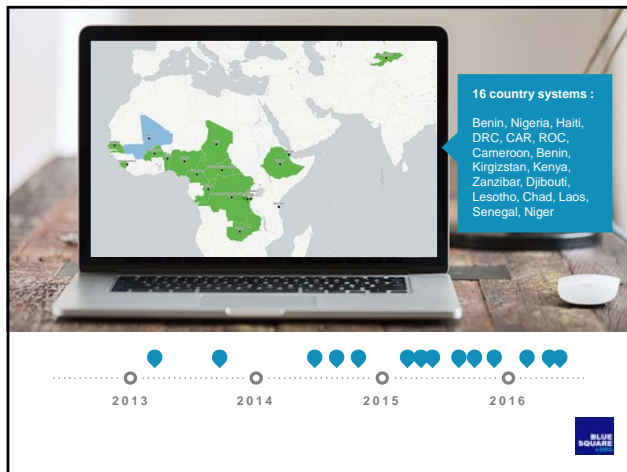 16 country systems :
Benin, Nigeria, Haiti,
DRC, CAR, ROC,
Cameroon, Benin,
Kirgizstan, Kenya,
Zanzibar, Djibouti,
Lesotho, Chad, Laos,
Senegal, Niger
2013
2014
2015
2016
BLUE
SQUARE